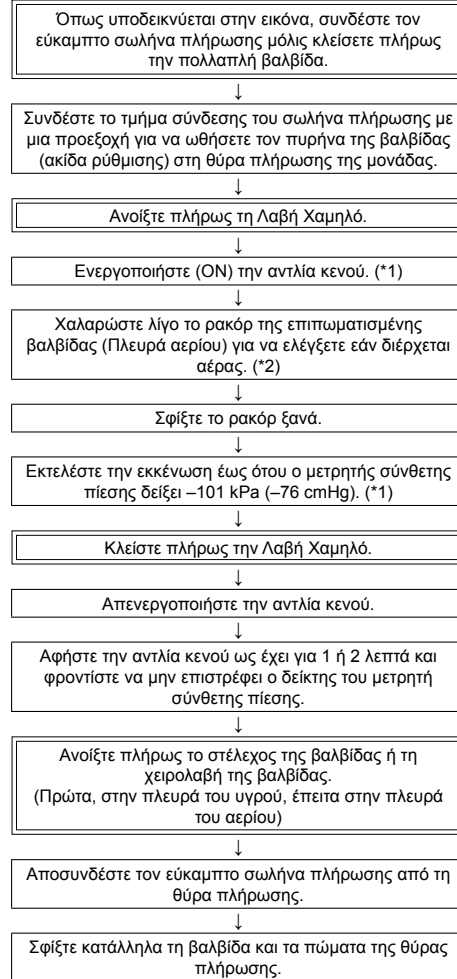 Όπως υποδεικνύεται στην εικόνα, συνδέστε τον
εύκαμπτο σωλήνα πλήρωσης μόλις κλείσετε πλήρως
την πολλαπλή βαλβίδα.
↓
Συνδέστε το τμήμα σύνδεσης του σωλήνα πλήρωσης με
μια προεξοχή για να ωθήσετε τον πυρήνα της βαλβίδας
(ακίδα ρύθμισης) στη θύρα πλήρωσης της μονάδας.
↓
Ανοίξτε πλήρως τη Λαβή Χαμηλό.
↓
Ενεργοποιήστε (ON) την αντλία κενού. (*1)
↓
Χαλαρώστε λίγο το ρακόρ της επιπωματισμένης
βαλβίδας (Πλευρά αερίου) για να ελέγξετε εάν διέρχεται
αέρας. (*2)
↓
Σφίξτε το ρακόρ ξανά.
↓
Εκτελέστε την εκκένωση έως ότου ο μετρητής σύνθετης
πίεσης δείξει –101 kPa (–76 cmHg). (*1)
↓
Κλείστε πλήρως την Λαβή Χαμηλό.
↓
Απενεργοποιήστε την αντλία κενού.
↓
Αφήστε την αντλία κενού ως έχει για 1 ή 2 λεπτά και
φροντίστε να μην επιστρέφει ο δείκτης του μετρητή
σύνθετης πίεσης.
↓
Ανοίξτε πλήρως το στέλεχος της βαλβίδας ή τη
χειρολαβή της βαλβίδας.
(Πρώτα, στην πλευρά του υγρού, έπειτα στην πλευρά
του αερίου)
↓
Αποσυνδέστε τον εύκαμπτο σωλήνα πλήρωσης από τη
θύρα πλήρωσης.
↓
Σφίξτε κατάλληλα τη βαλβίδα και τα πώματα της θύρας
πλήρωσης.